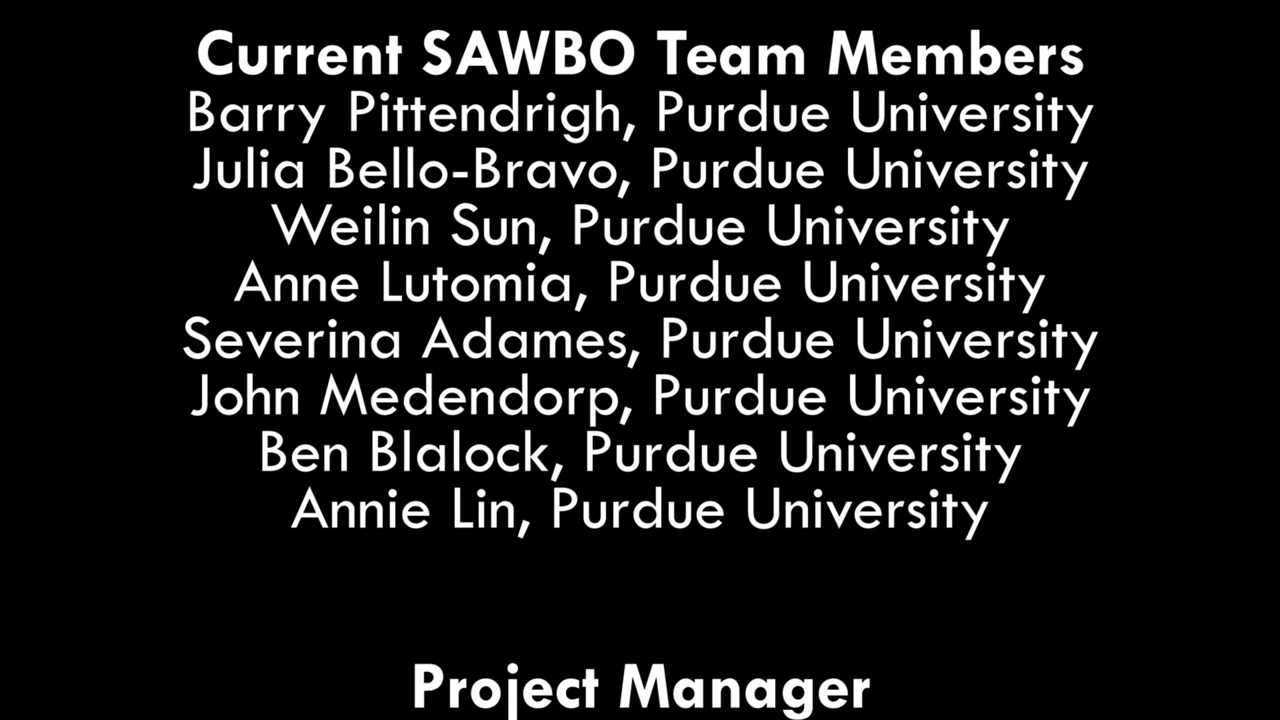 Current SAWBO Team Members
Barry Pittendrigh, Purdue University
Julia Bello-Bravo, Purdue University
Weilin Sun, Purdue University
Anne Lutomia, Purdue University
Severina Adames, Purdue University
John Medendorp, Purdue University
Ben Blalock, Purdue University
Annie Lin, Purdue University
Project Manager